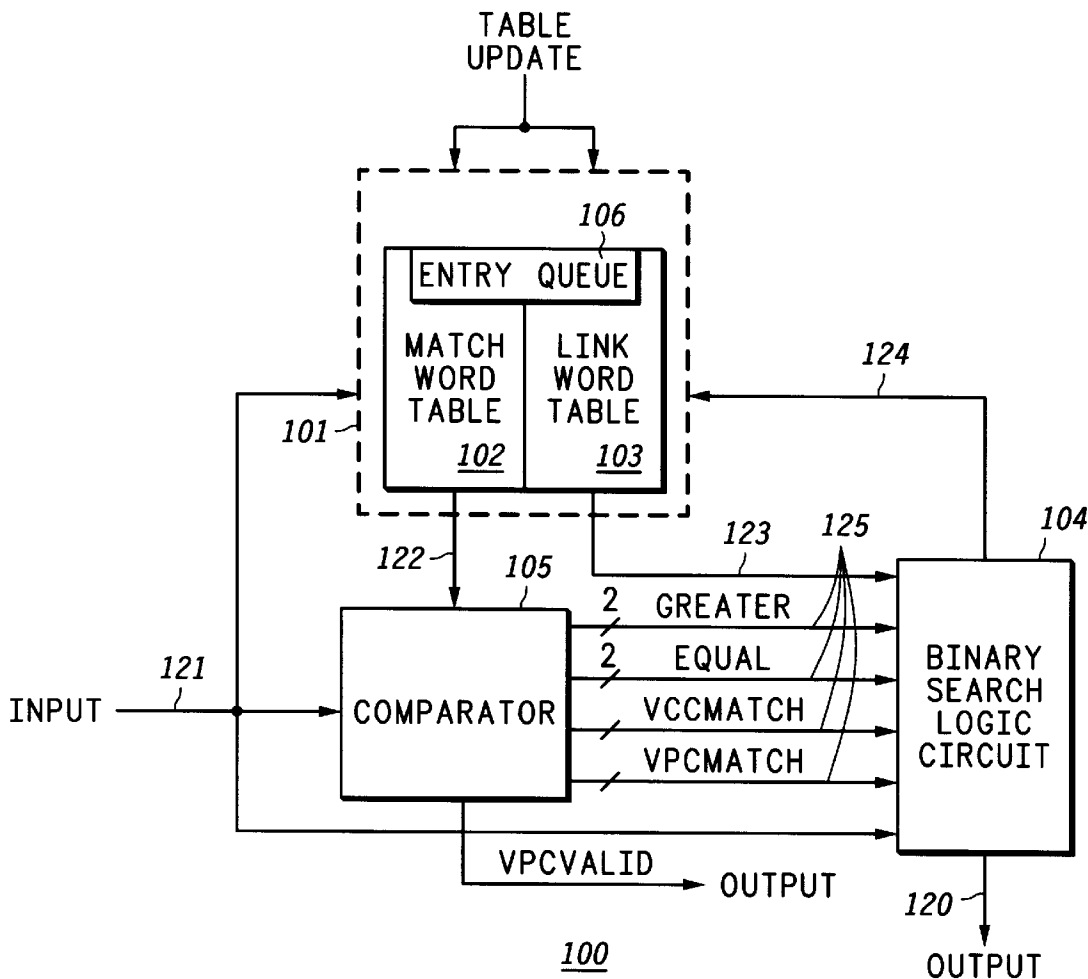 TABLE
UPDATE
106
ENTRY QUEUE
MATCH
WORD
TABLE
102
LINK
WORD
TABLE
103
101
124
122
123
125
104
105
2
GREATER
2
EQUAL
VCCMATCH
VPCMATCH
INPUT
121
COMPARATOR
BINARY
SEARCH
LOGIC
CIRCUIT
VPCVALID
OUTPUT
120
OUTPUT
100